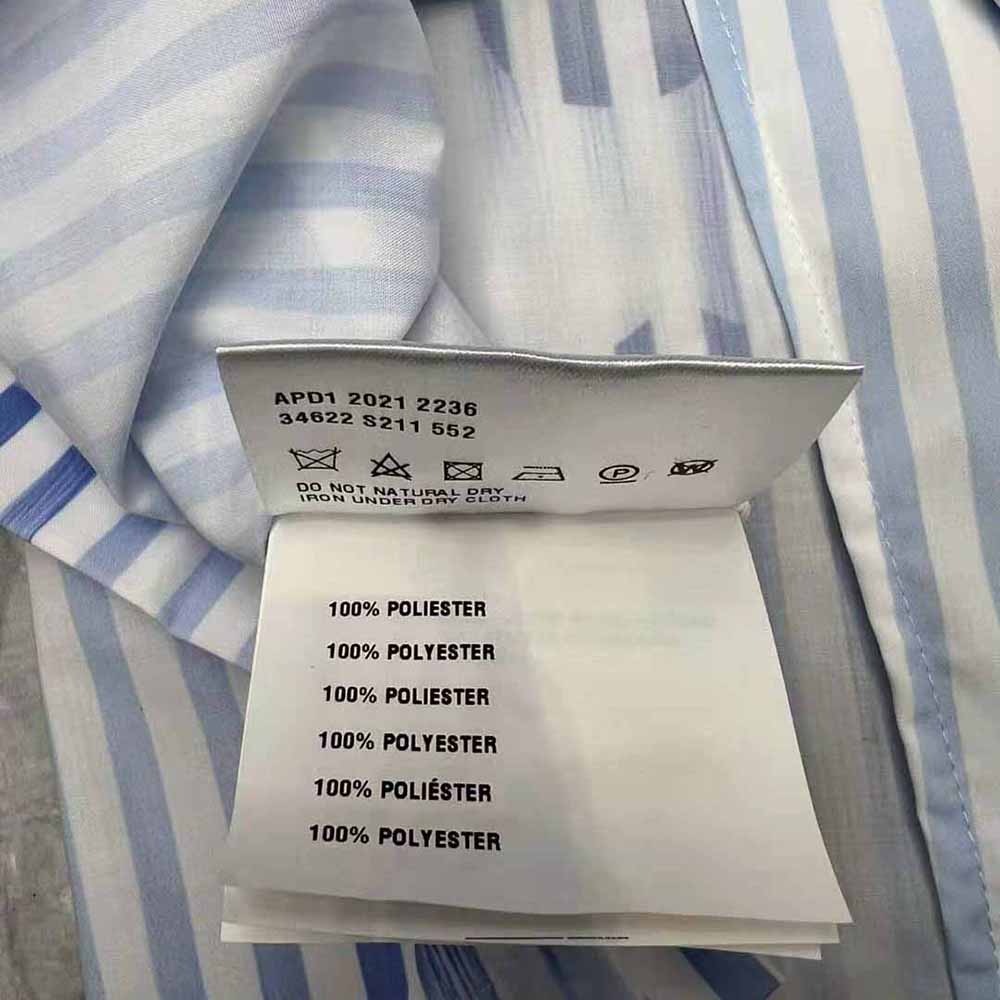 APD1 2021 2236
34622 S211 552
P
W
DO NOT NATURAL DRY
IRON UNDER DRY CLOTH
100% POLIESTER
100% POLYESTER
100% POLIESTER
100% POLYESTER
100% POLIÉSTER
100% POLYESTER